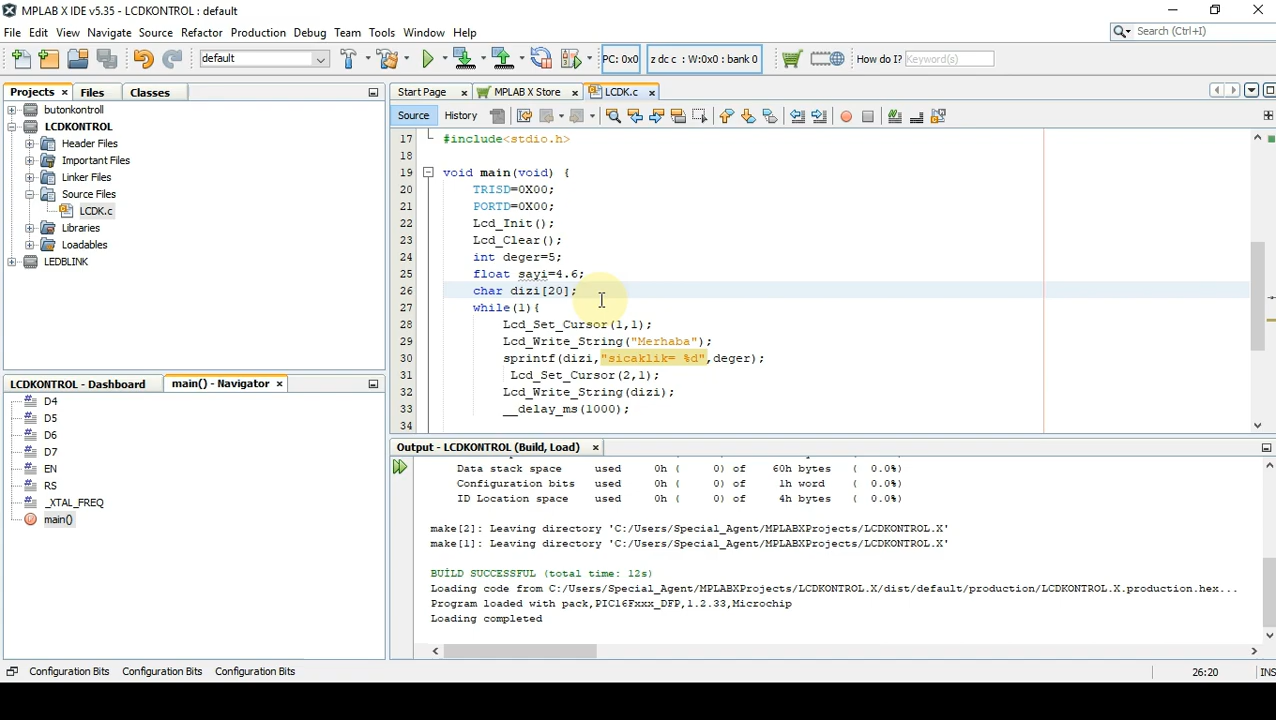 MPLAB X IDE v5.35 - LCDKONTROL : default
File Edit View Navigate Source Refactor Production Debug Team Tools Window Help
Search (Ctrl+I)
default
PC: 0x0
z dc c : W:0x0 : bank 0
How do I? Keyword(s)
Projects Files Classes
Start Page MPLAB X Store LCDK.c
Source History
butonkontroll
LCDKONTROL
Header Files
Important Files
Linker Files
Source Files
LCDK.c
Libraries
Loadables
LEDBLINK
17 #include<stdio.h>
18
19 void main(void) {
20 TRISD=0X00;
21 PORTD=0X00;
22 Lcd_Init();
23 Lcd_Clear();
24 int deger=5;
25 float sayi=4.6;
26 char dizi[20];
27 while(1){
28 Lcd_Set_Cursor(1,1);
29 Lcd_Write_String("Merhaba");
30 sprintf(dizi,"sicaklik= %d",deger);
31 Lcd_Set_Cursor(2,1);
32 Lcd_Write_String(dizi);
33 __delay_ms(1000);
34
LCDKONTROL - Dashboard main() - Navigator
D4
D5
D6
D7
EN
RS
_XTAL_FREQ
main()
Output - LCDKONTROL (Build, Load)
Data stack space used 0h ( 0) of 60h bytes ( 0.0%)
Configuration bits used 0h ( 0) of 1h word ( 0.0%)
ID Location space used 0h ( 0) of 4h bytes ( 0.0%)
make[2]: Leaving directory 'C:/Users/Special_Agent/MPLABXProjects/LCDKONTROL.X'
make[1]: Leaving directory 'C:/Users/Special_Agent/MPLABXProjects/LCDKONTROL.X'
BUİLD SUCCESSFUL (total time: 12s)
Loading code from C:/Users/Special_Agent/MPLABXProjects/LCDKONTROL.X/dist/default/production/LCDKONTROL.X.production.hex...
Program loaded with pack,PIC16Fxxx_DFP,1.2.33,Microchip
Loading completed
Configuration Bits Configuration Bits Configuration Bits
26:20
INS